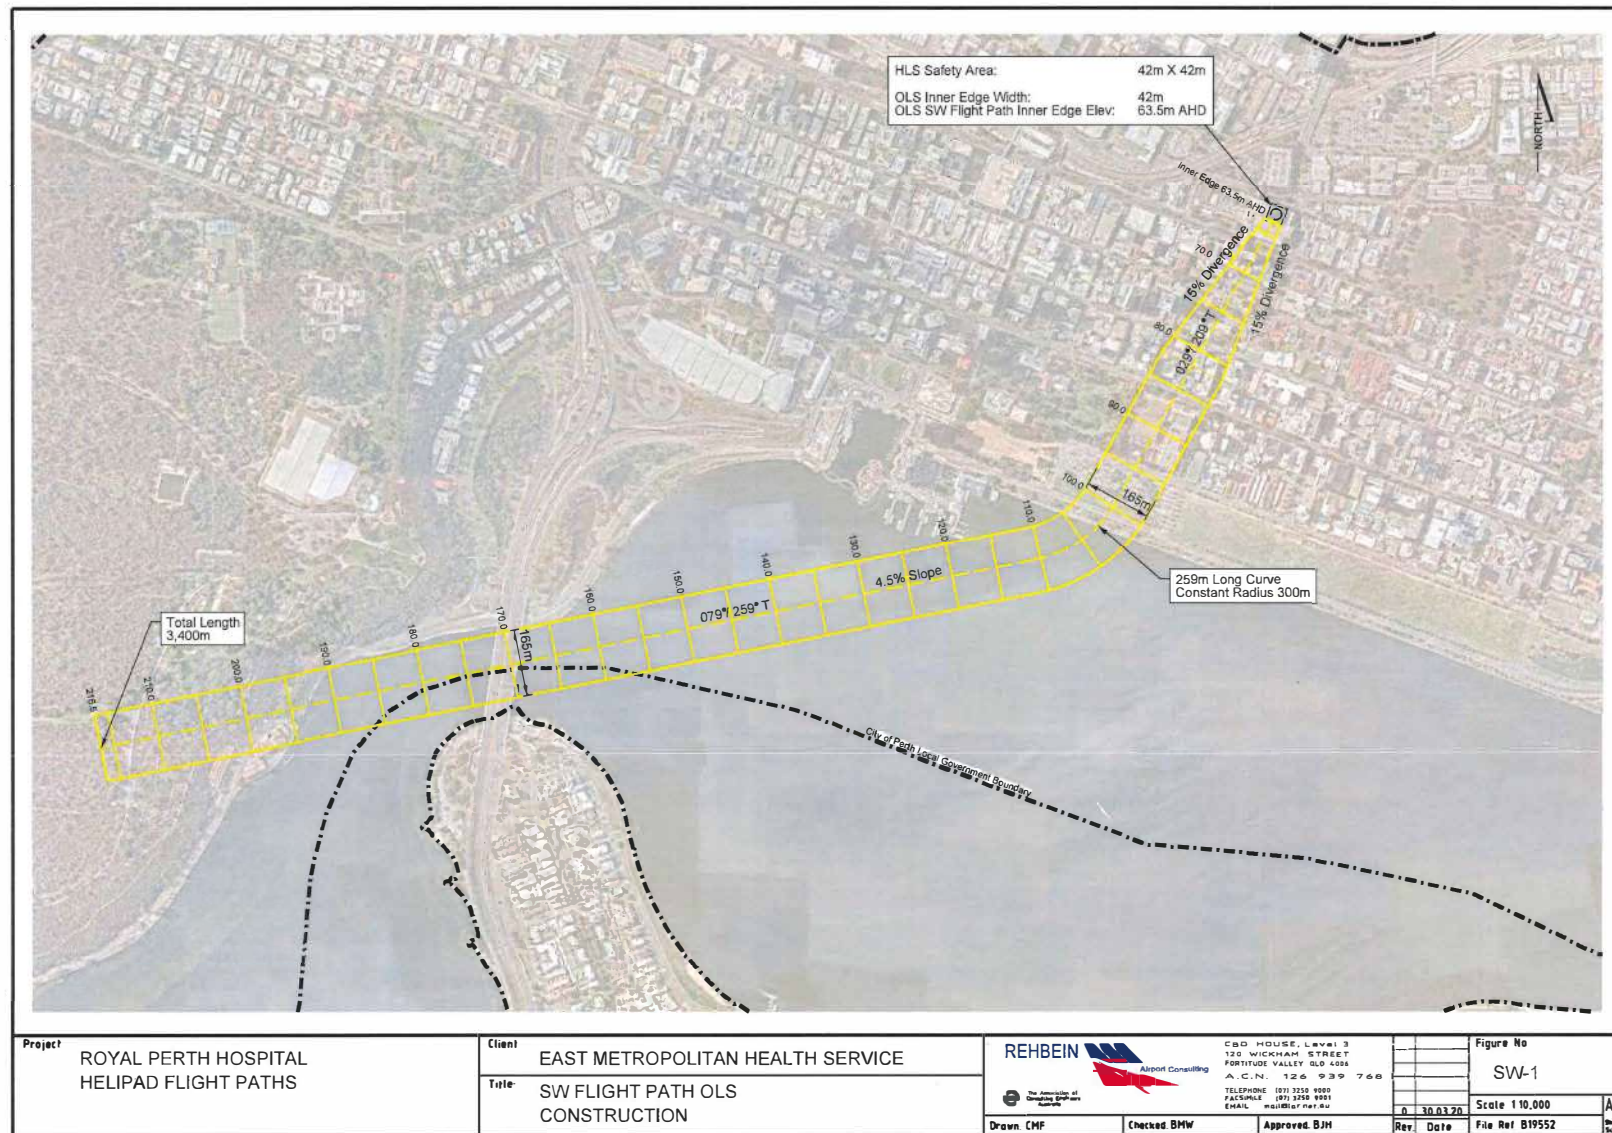 HLS Safety Area: 42m X 42m
OLS Inner Edge Width: 42m
OLS SW Flight Path Inner Edge Elev: 63.5m AHD
NORTH
Inner Edge 63.5m AHD
70.0
15% Divergence
15% Divergence
80.0
029°/ 209°T
90.0
100.0
165m
110.0
120.0
130.0
4.5% Slope
140.0
150.0
079°/ 259° T
160.0
259m Long Curve
Constant Radius 300m
170.0
165m
180.0
190.0
200.0
210.0
216.5
Total Length
3,400m
City of Perth Local Government Boundary
Project
ROYAL PERTH HOSPITAL
HELIPAD FLIGHT PATHS
Client
EAST METROPOLITAN HEALTH SERVICE
Title
SW FLIGHT PATH OLS
CONSTRUCTION
REHBEIN
Airport Consulting
The Association of
Consulting Engineers
Australia
CBD HOUSE, Level 3
120 WICKHAM STREET
FORTITUDE VALLEY QLD 4006
A.C.N. 126 939 768
TELEPHONE (07) 3250 9000
FACSIMILE (07) 3250 9001
EMAIL
Drawn. CMF
Checked. BMW
Approved. BJH
0 30.03.20
Rev. Date
Figure No
SW-1
Scale 1:10,000
File Ref B19552